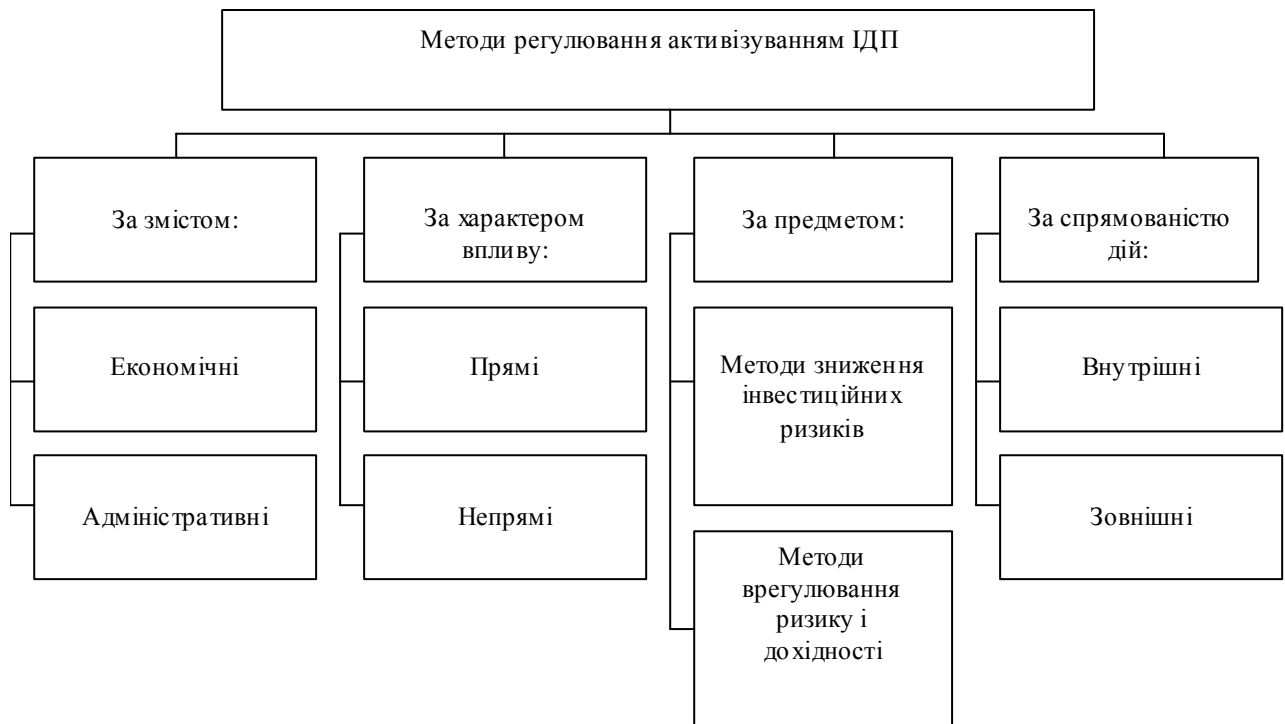 Методи регулювання активізуванням ІДП
За змістом:
Економічні
Адміністративні
За характером
впливу:
Прямі
Непрямі
За предметом:
Методи зниження
інвестиційних
ризиків
Методи
врегулювання
ризику і
дохідності
За спрямованістю
дій:
Внутрішні
Зовнішні